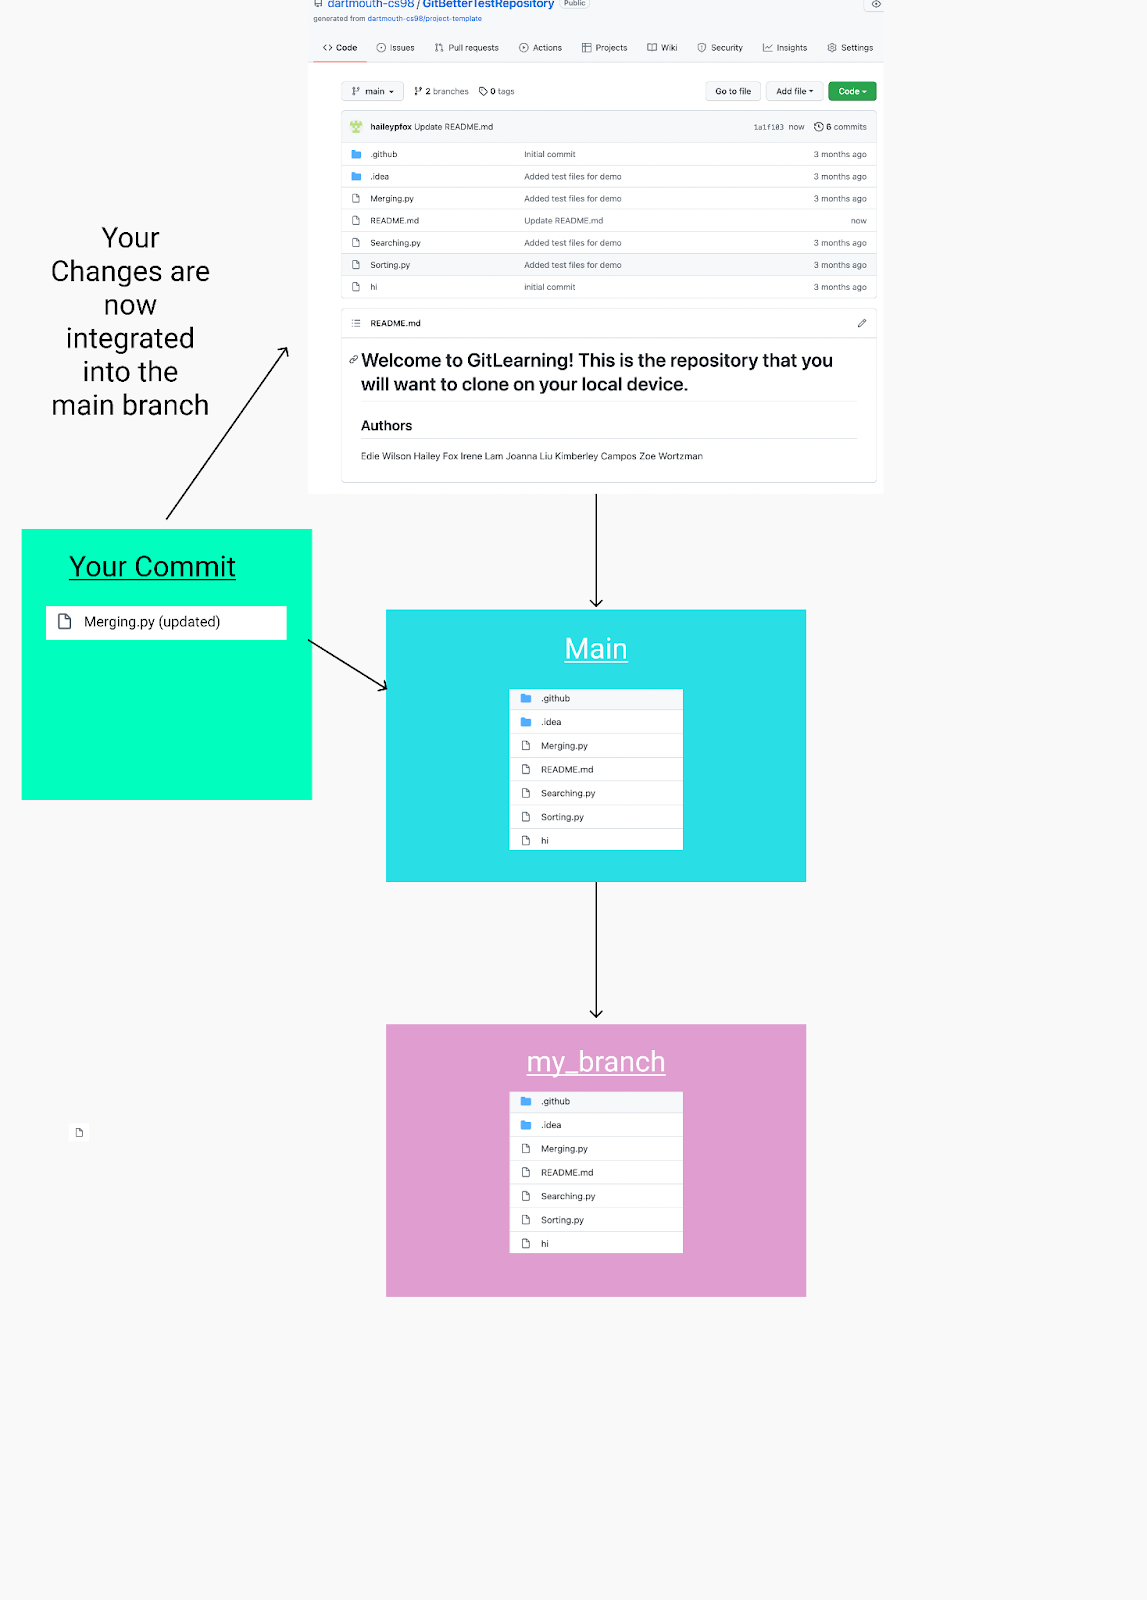 dartmouth-cs98 / GitBetterTestRepository Public
generated from dartmouth-cs98/project-template
Code Issues Pull requests Actions Projects Wiki Security Insights Settings
main 2 branches 0 tags Go to file Add file Code
haileypfox Update README.md 1a1f103 now 6 commits
.github Initial commit 3 months ago
.idea Added test files for demo 3 months ago
Merging.py Added test files for demo 3 months ago
README.md Update README.md now
Searching.py Added test files for demo 3 months ago
Sorting.py Added test files for demo 3 months ago
hi initial commit 3 months ago
README.md
Welcome to GitLearning! This is the repository that you
will want to clone on your local device.
Authors
Edie Wilson Hailey Fox Irene Lam Joanna Liu Kimberley Campos Zoe Wortzman
Your
Changes are
now
integrated
into the
main branch
Your Commit
Merging.py (updated)
Main
.github
.idea
Merging.py
README.md
Searching.py
Sorting.py
hi
my_branch
.github
.idea
Merging.py
README.md
Searching.py
Sorting.py
hi